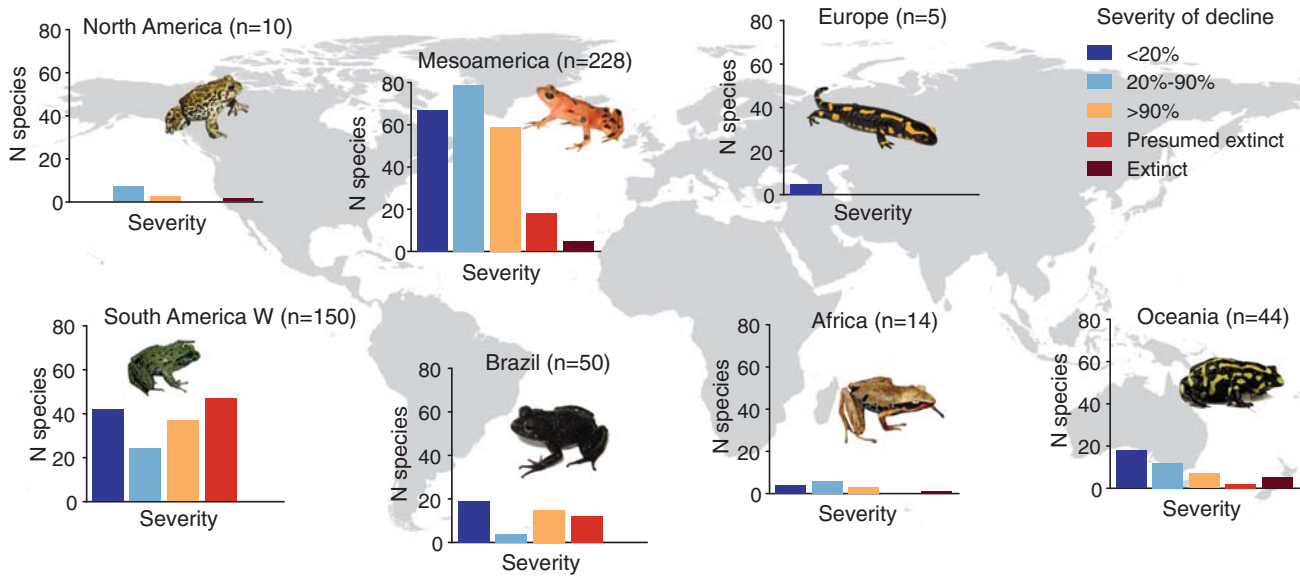 North America (n=10)
80
60
40
20
0
N species
Severity
Mesoamerica (n=228)
80
60
40
20
0
N species
Severity
Europe (n=5)
80
60
40
20
0
N species
Severity
Severity of decline
<20%
20%-90%
>90%
Presumed extinct
Extinct
South America W (n=150)
80
60
40
20
0
N species
Severity
Brazil (n=50)
80
60
40
20
0
N species
Severity
Africa (n=14)
80
60
40
20
0
N species
Severity
Oceania (n=44)
80
60
40
20
0
N species
Severity